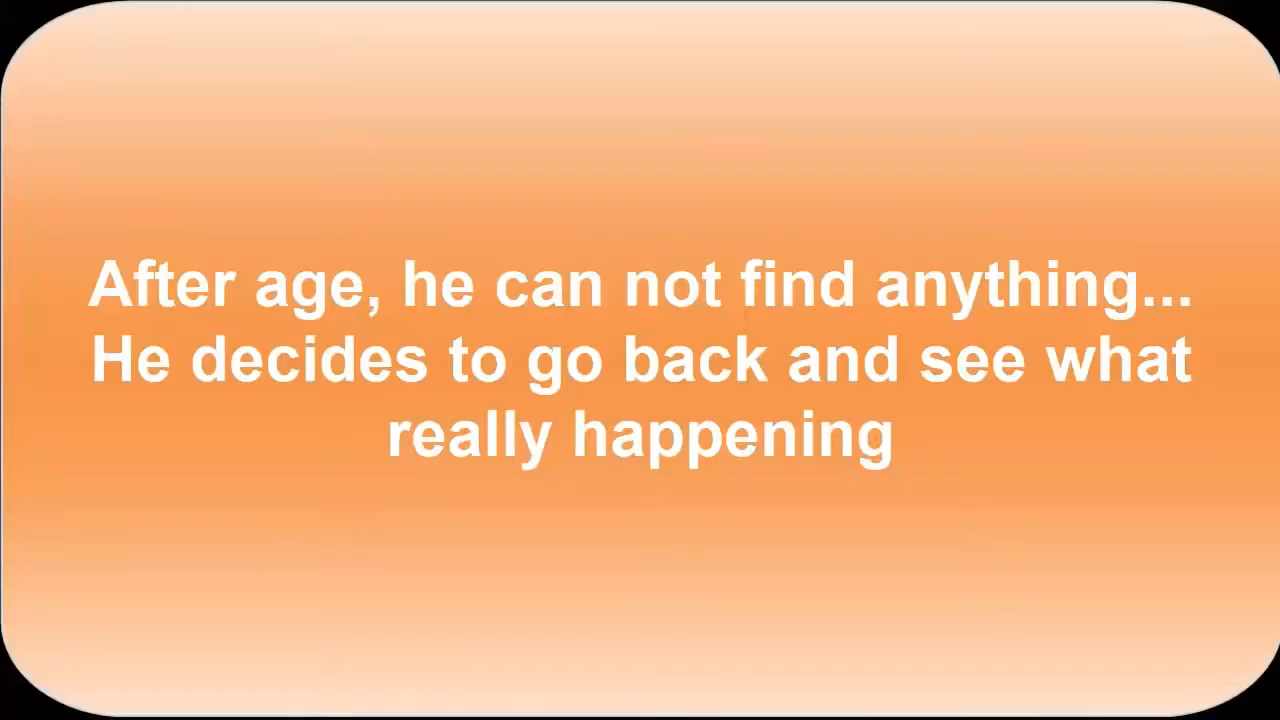 After age, he can not find anything...
He decides to go back and see what
really happening